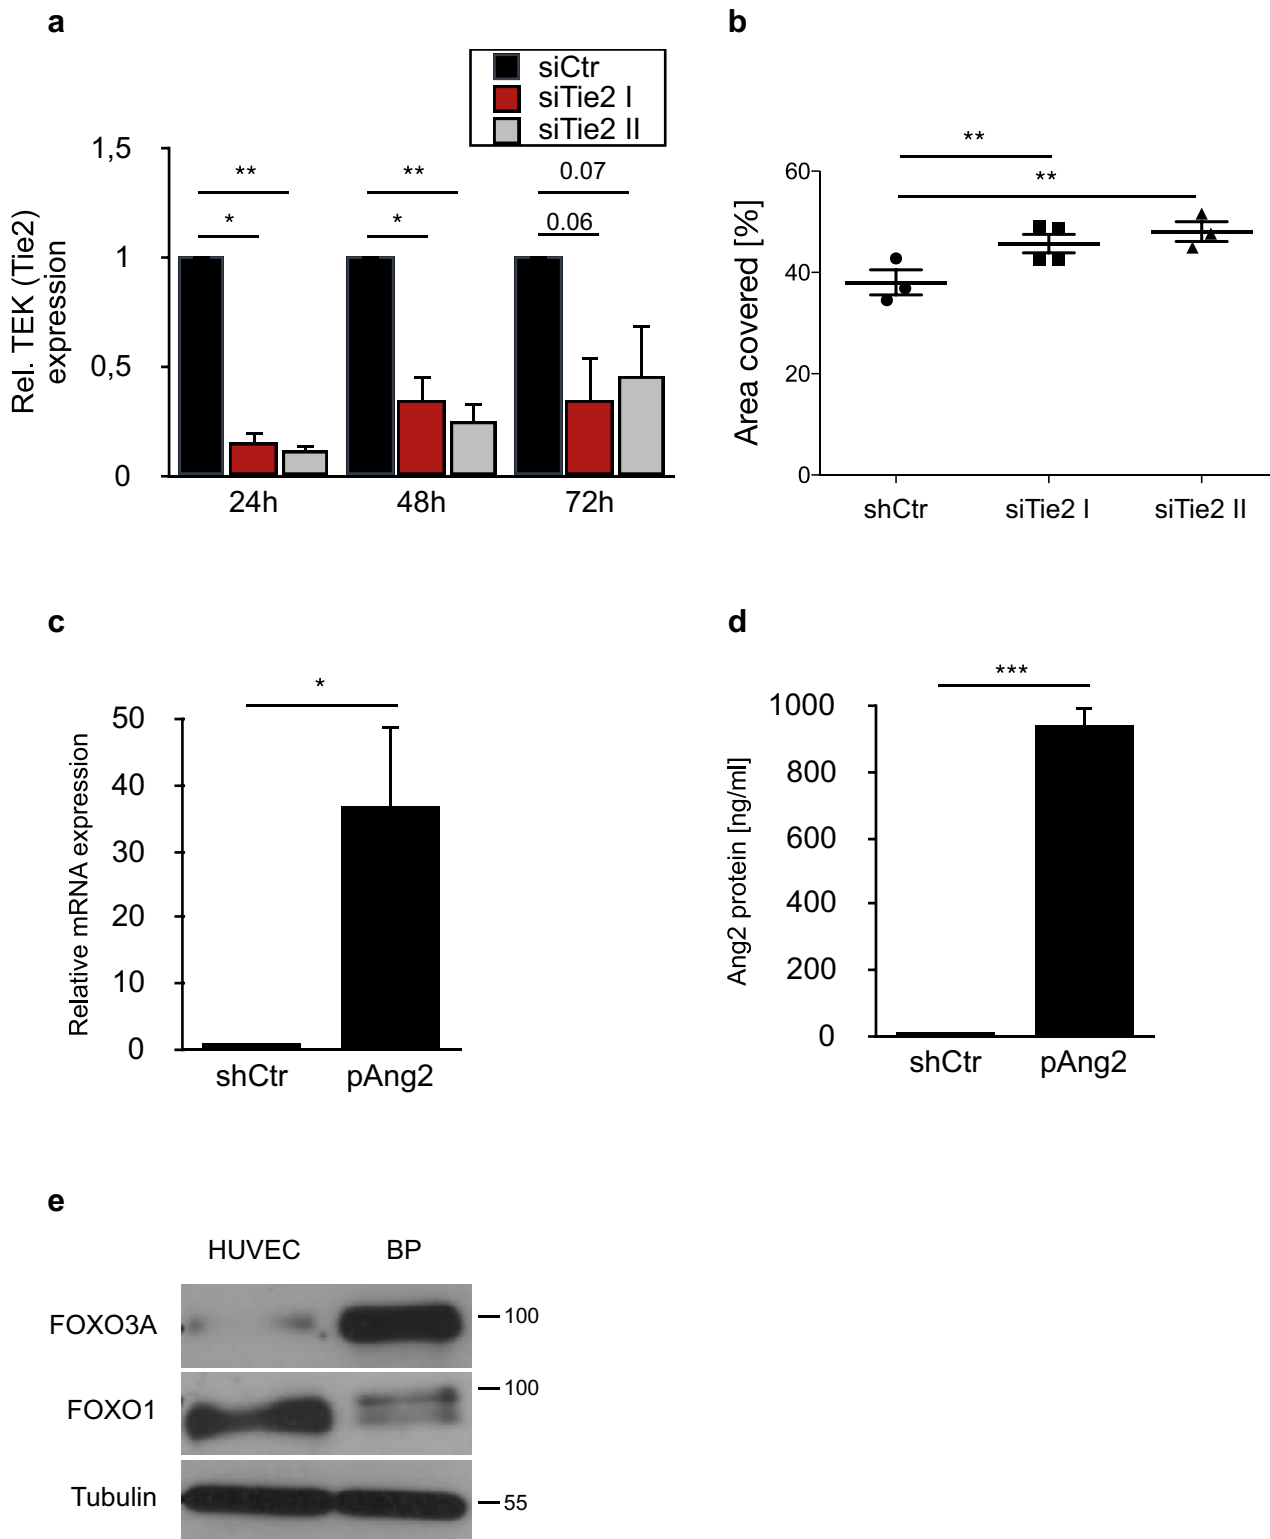 a
siCtr
siTie2 I
siTie2 II
Rel. TEK (Tie2)
expression
1,5
1
0,5
0
**
*
**
*
0.07
0.06
24h
48h
72h
b
Area covered [%]
60
40
20
0
**
**
shCtr
siTie2 I
siTie2 II
c
Relative mRNA expression
50
40
30
20
10
0
*
shCtr
pAng2
d
Ang2 protein [ng/ml]
1000
800
600
400
200
0
***
shCtr
pAng2
e
HUVEC BP
FOXO3A
100
FOXO1
100
Tubulin
55